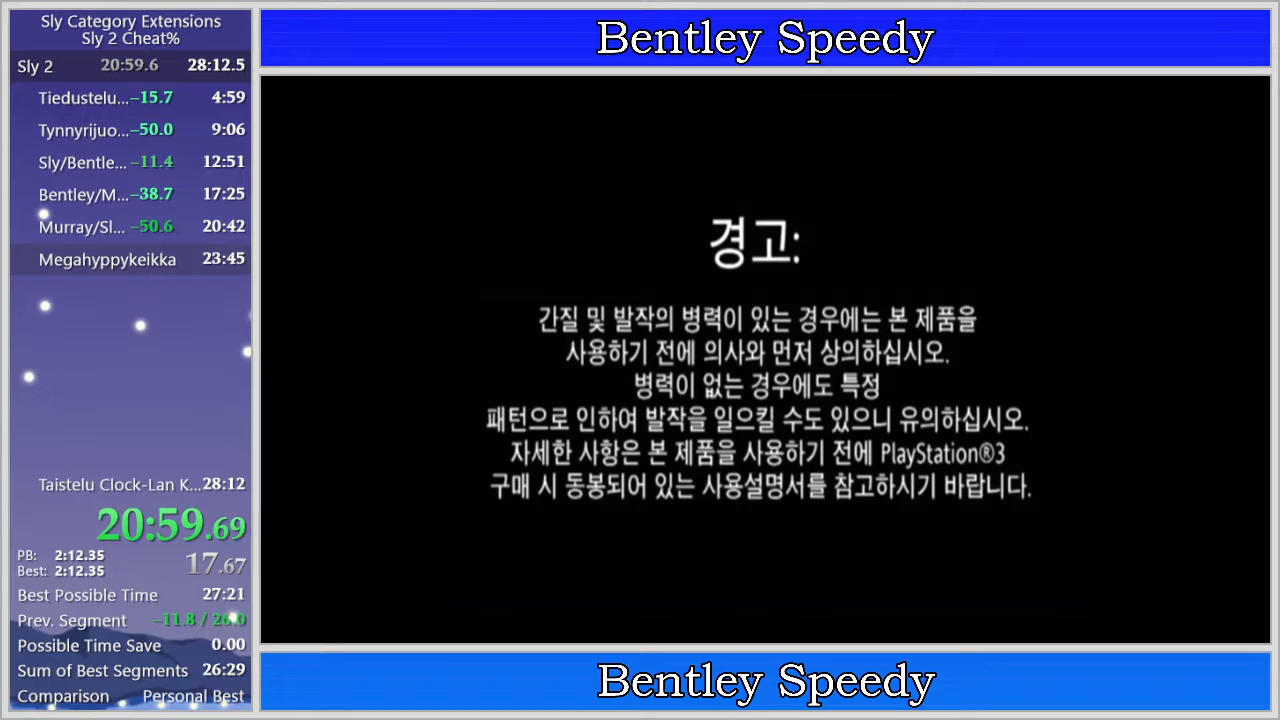 Sly Category Extensions
Sly 2 Cheat%
Sly 2 20:59.6 28:12.5
Tiedustelu...−15.7 4:59
Tynnyrijuo...−50.0 9:06
Sly/Bentle...−11.4 12:51
Bentley/M...−38.7 17:25
Murray/Sl...−50.6 20:42
Megahyppykeikka 23:45
Taistelu Clock-Lan K...28:12
20:59.69
PB: 2:12.35
Best: 2:12.35
17.67
Best Possible Time 27:21
Prev. Segment −11.8 /
Possible Time Save 0.00
Sum of Best Segments 26:29
Comparison Personal Best
Bentley Speedy
경고:
간질 및 발작의 병력이 있는 경우에는 본 제품을
사용하기 전에 의사와 먼저 상의하십시오.
병력이 없는 경우에도 특정
패턴으로 인하여 발작을 일으킬 수도 있으니 유의하십시오.
자세한 사항은 본 제품을 사용하기 전에 PlayStation®3
구매 시 동봉되어 있는 사용설명서를 참고하시기 바랍니다.
Bentley Speedy